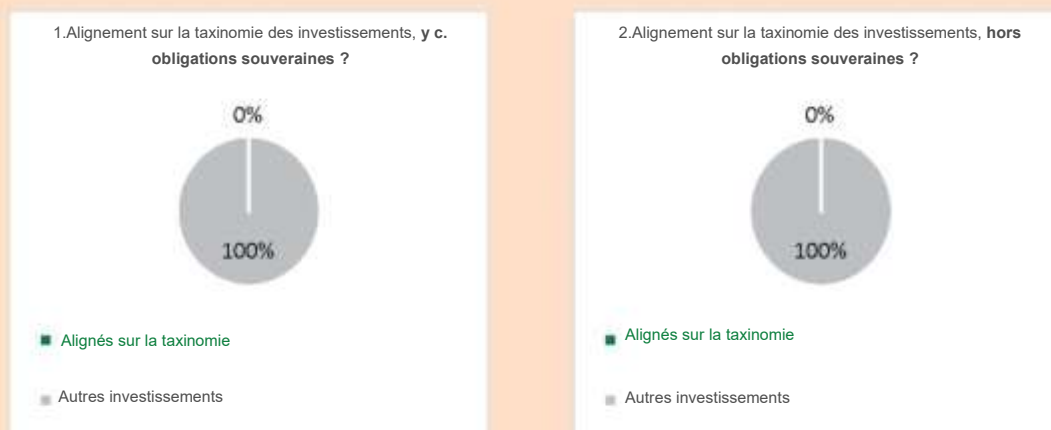 1.Alignement sur la taxinomie des investissements, y c.
obligations souveraines ?
0%
100%
Alignés sur la taxinomie
Autres investissements
2.Alignement sur la taxinomie des investissements, hors
obligations souveraines ?
0%
100%
Alignés sur la taxinomie
Autres investissements